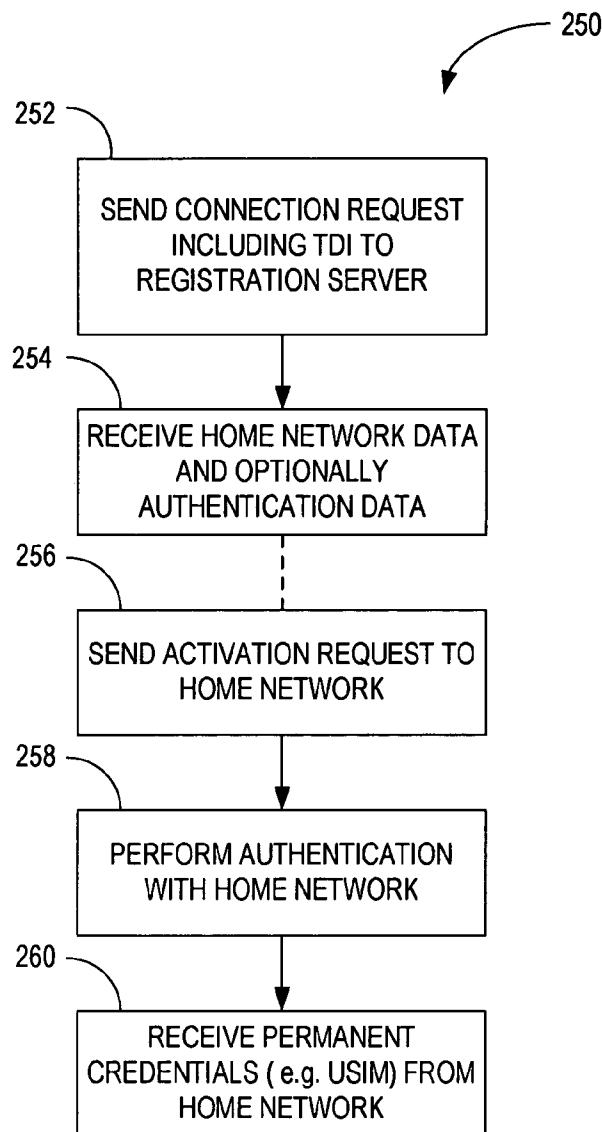 250
252
SEND CONNECTION REQUEST
INCLUDING TDI TO
REGISTRATION SERVER
254
RECEIVE HOME NETWORK DATA
AND OPTIONALLY
AUTHENTICATION DATA
256
SEND ACTIVATION REQUEST TO
HOME NETWORK
258
PERFORM AUTHENTICATION
WITH HOME NETWORK
260
RECEIVE PERMANENT
CREDENTIALS ( e.g. USIM) FROM
HOME NETWORK